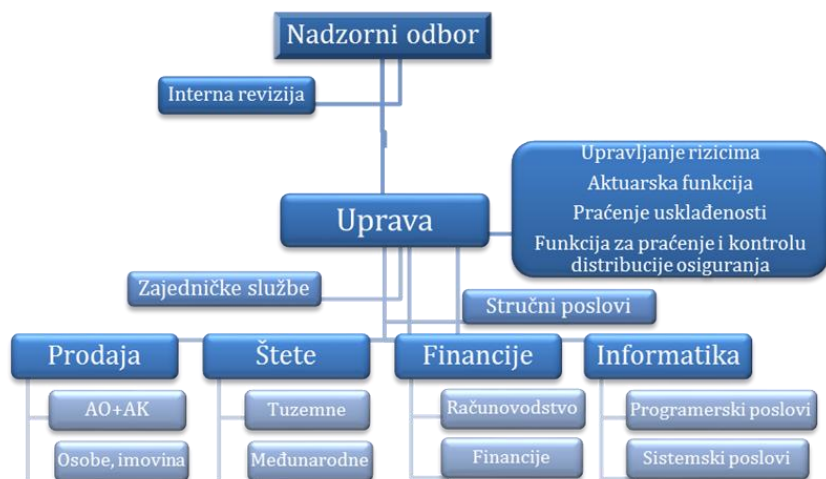 Nadzorni odbor
Interna revizija
Upravljanje rizicima
Aktuarska funkcija
Praćenje usklađenosti
Funkcija za praćenje i kontrolu
distribucije osiguranja
Uprava
Zajedničke službe
Stručni poslovi
Prodaja
Štete
Financije
Informatika
AO+AK
Tuzemne
Računovodstvo
Programerski poslovi
Osobe, imovina
Međunarodne
Financije
Sistemski poslovi